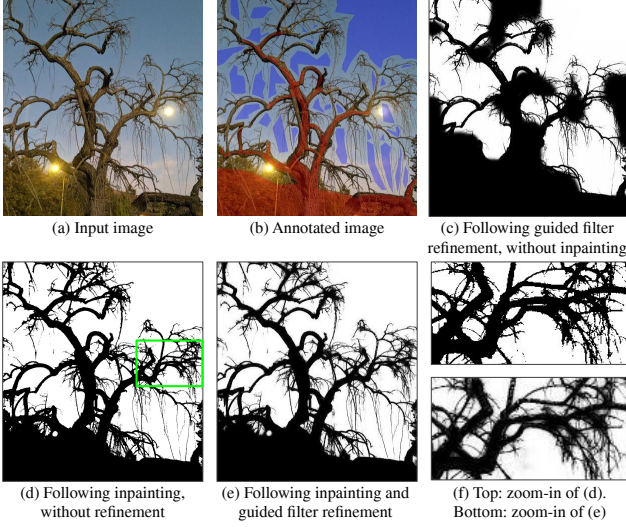 (a) Input image
(b) Annotated image
(c) Following guided filter
refinement, without inpainting
(d) Following inpainting,
without refinement
(e) Following inpainting and
guided filter refinement
(f) Top: zoom-in of (d).
Bottom: zoom-in of (e)